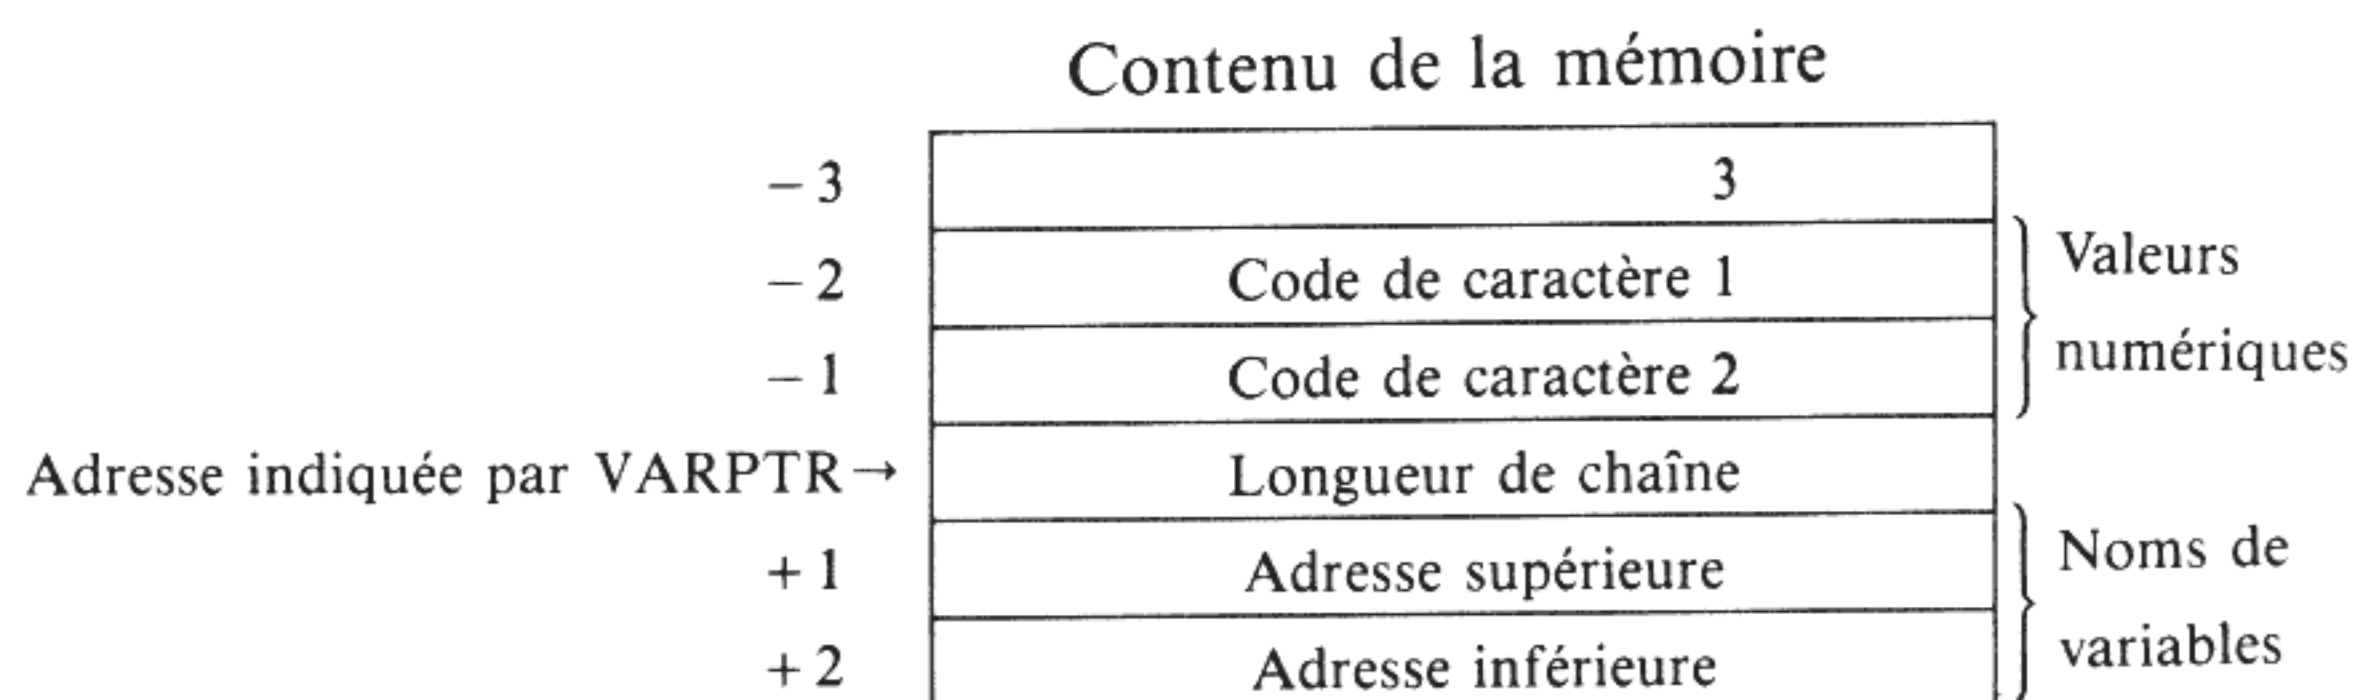 Contenu de la mémoire
−3 3
−2 Code de caractère 1
Valeurs
−1 Code de caractère 2
numériques
Adresse indiquée par VARPTR→ Longueur de chaîne
+1 Adresse supérieure
Noms de
+2 Adresse inférieure
variables